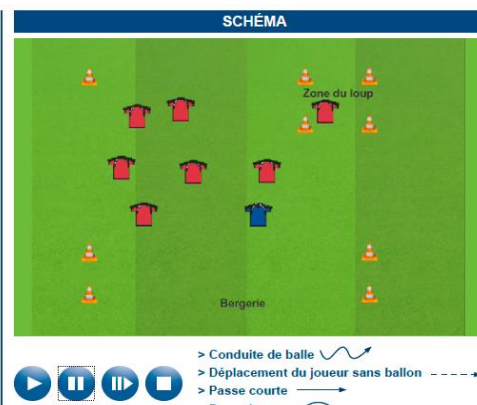 SCHÉMA
Zone du loup
Bergerie
> Conduite de balle
> Déplacement du joueur sans ballon
> Passe courte